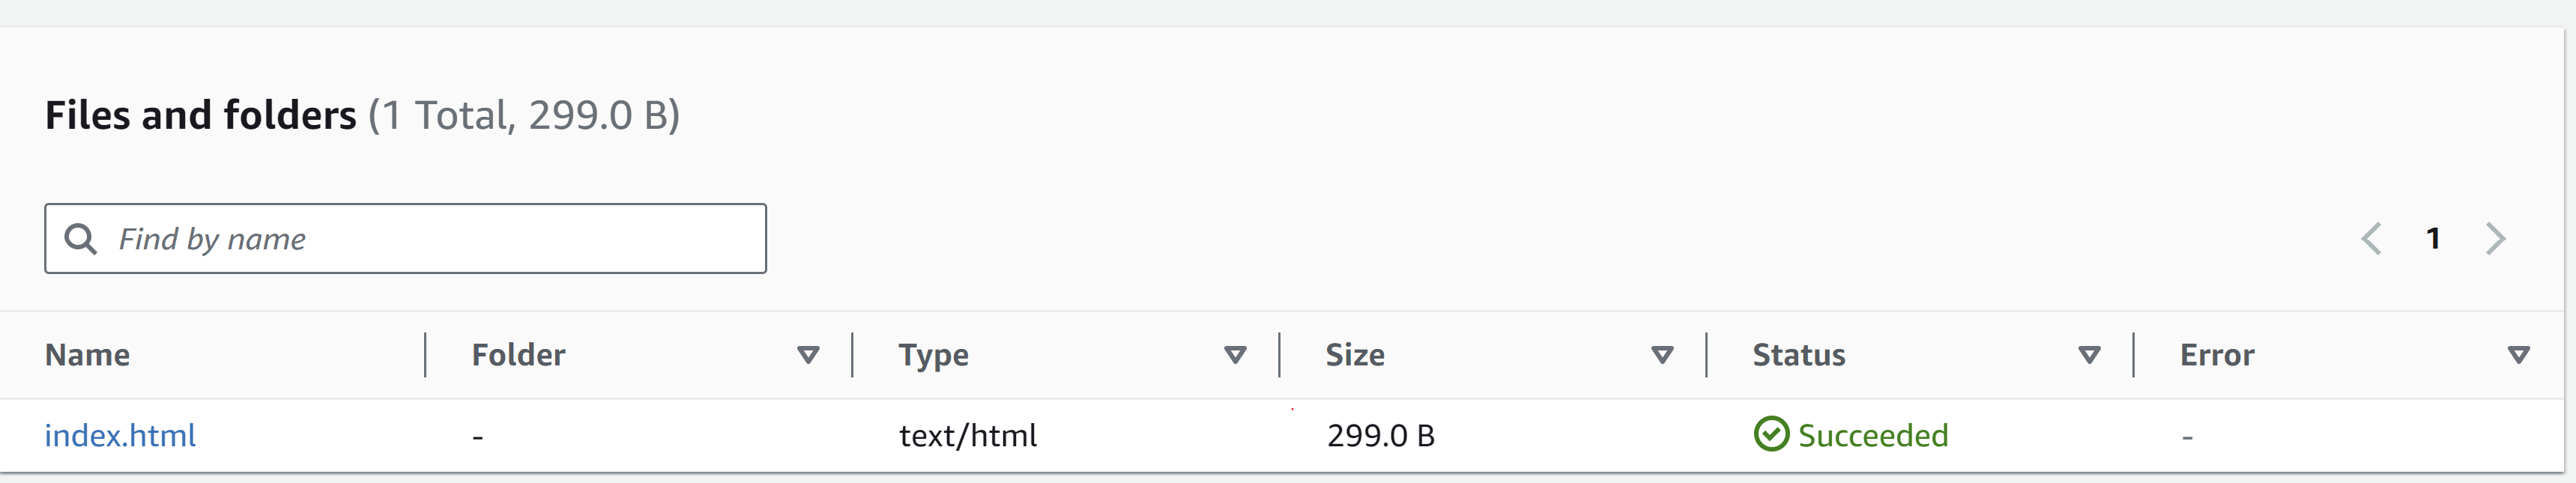 Files and folders (1 Total, 299.0 B)
Find by name
1
Name Folder Type Size Status Error
index.html - text/html 299.0 B Succeeded -